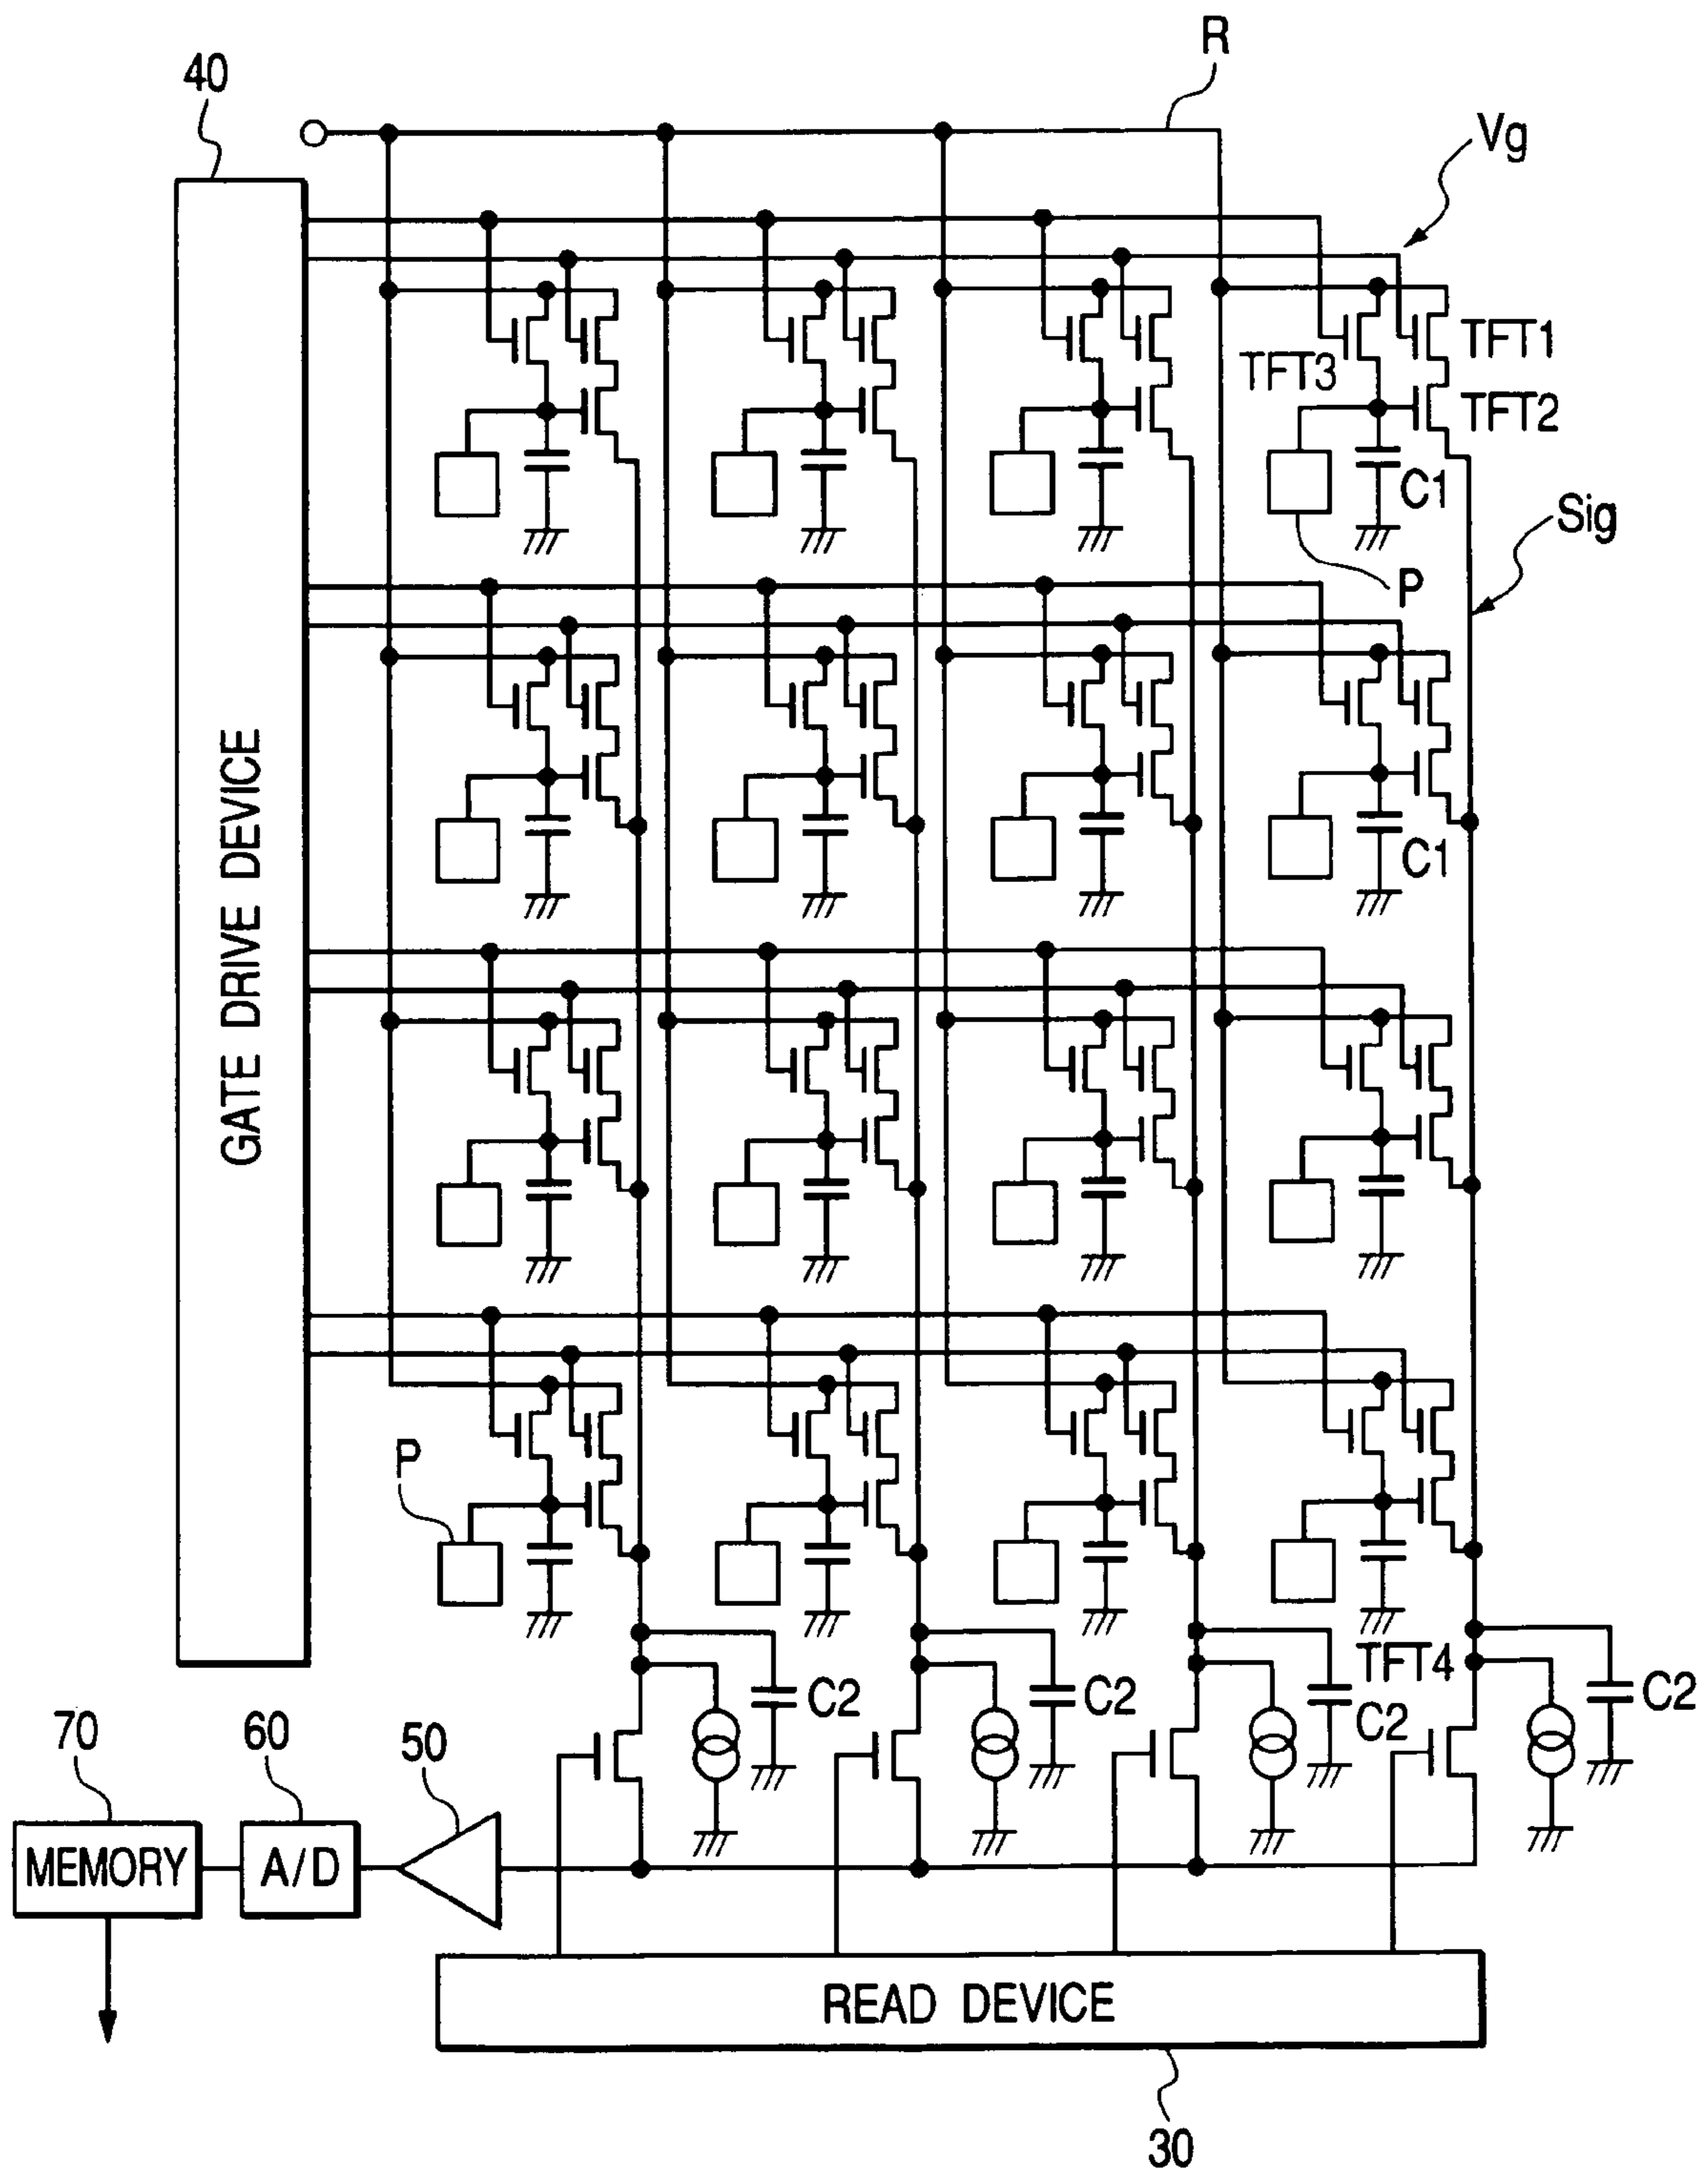 R
40
Vg
TFT1
TFT3
TFT2
C1
Sig
P
GATE DRIVE DEVICE
C1
P
TFT4
C2
C2
C2
C2
70
60
50
MEMORY
A/D
READ DEVICE
30